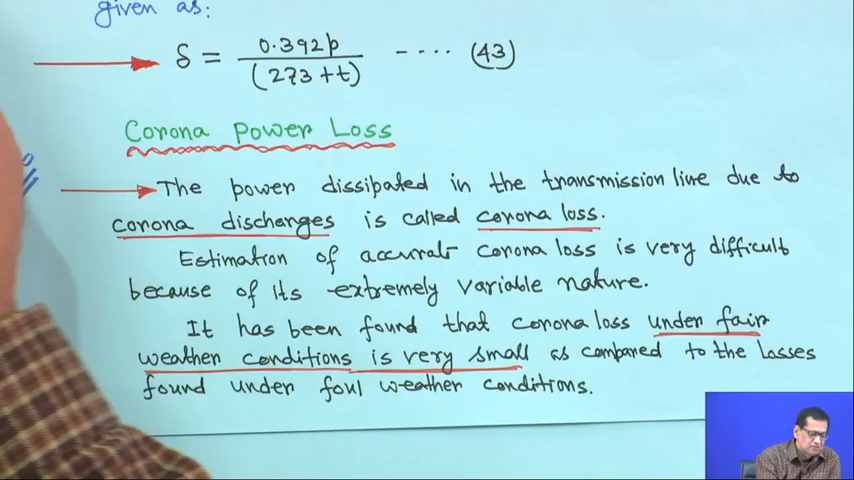 given as:
δ = 0.392p / (273 + t) ---- (43)
Corona Power Loss
The power dissipated in the transmission line due to
corona discharges is called corona loss.
Estimation of accurate corona loss is very difficult
because of its extremely variable nature.
It has been found that corona loss under fair
weather conditions is very small as compared to the losses
found under foul weather conditions.